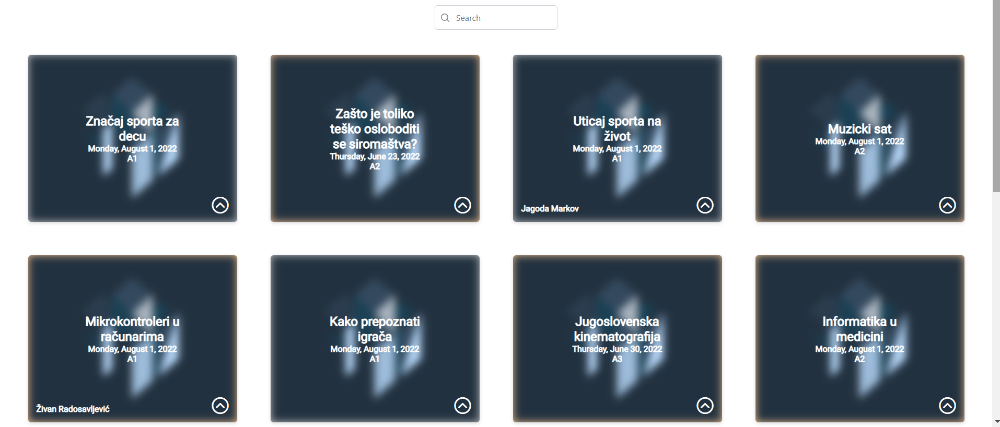 Search
Značaj sporta za
decu
Monday, August 1, 2022
A1
Zašto je toliko
teško osloboditi
se siromaštva?
Thursday, June 23, 2022
A2
Uticaj sporta na
život
Monday, August 1, 2022
A1
Jagoda Markov
Muzicki sat
Monday, August 1, 2022
A2
Mikrokontroleri u
računarima
Monday, August 1, 2022
A1
Živan Radosavljević
Kako prepoznati
igrača
Monday, August 1, 2022
A1
Jugoslovenska
kinematografija
Thursday, June 30, 2022
A3
Informatika u
medicini
Monday, August 1, 2022
A2